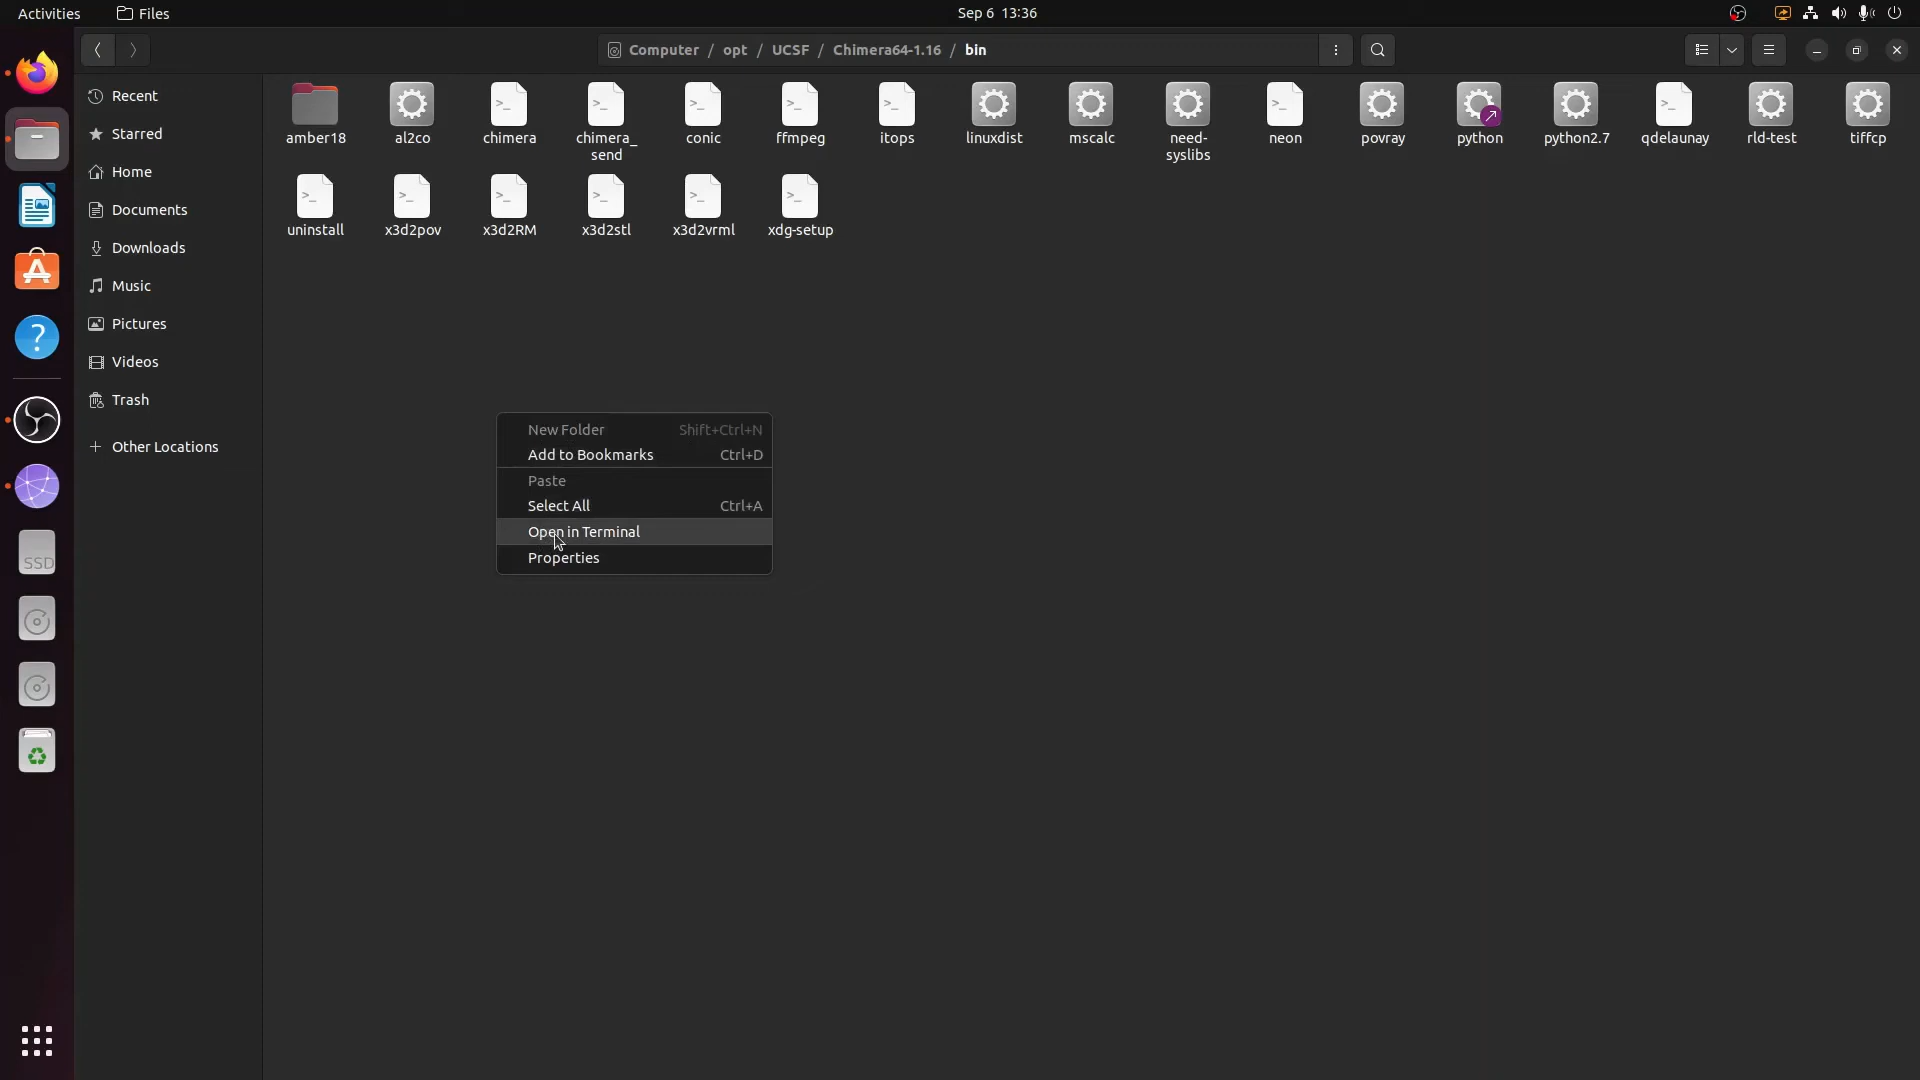 Activities Files Sep 6 13:36
Computer / opt / UCSF / Chimera64-1.16 / bin
Recent
Starred
Home
Documents
Downloads
Music
Pictures
Videos
Trash
+ Other Locations
amber18 al2co chimera chimera_ conic ffmpeg itops linuxdist mscalc need- neon povray python python2.7 qdelaunay rld-test tiffcp
send syslibs
uninstall x3d2pov x3d2RM x3d2stl x3d2vrml xdg-setup
New Folder Shift+Ctrl+N
Add to Bookmarks Ctrl+D
Paste
Select All Ctrl+A
Open in Terminal
Properties
SSD